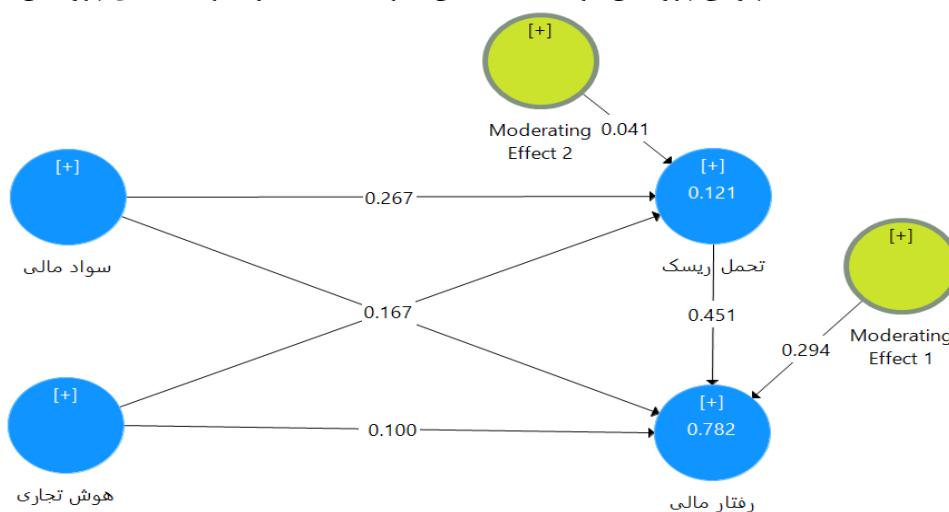 [+]
Moderating
Effect 2
0.041
[+]
سواد مالی
0.267
[+]
0.121
تحمل ریسک
[+]
Moderating
Effect 1
0.167
0.451
0.294
[+]
هوش تجاری
0.100
[+]
0.782
رفتار مالی